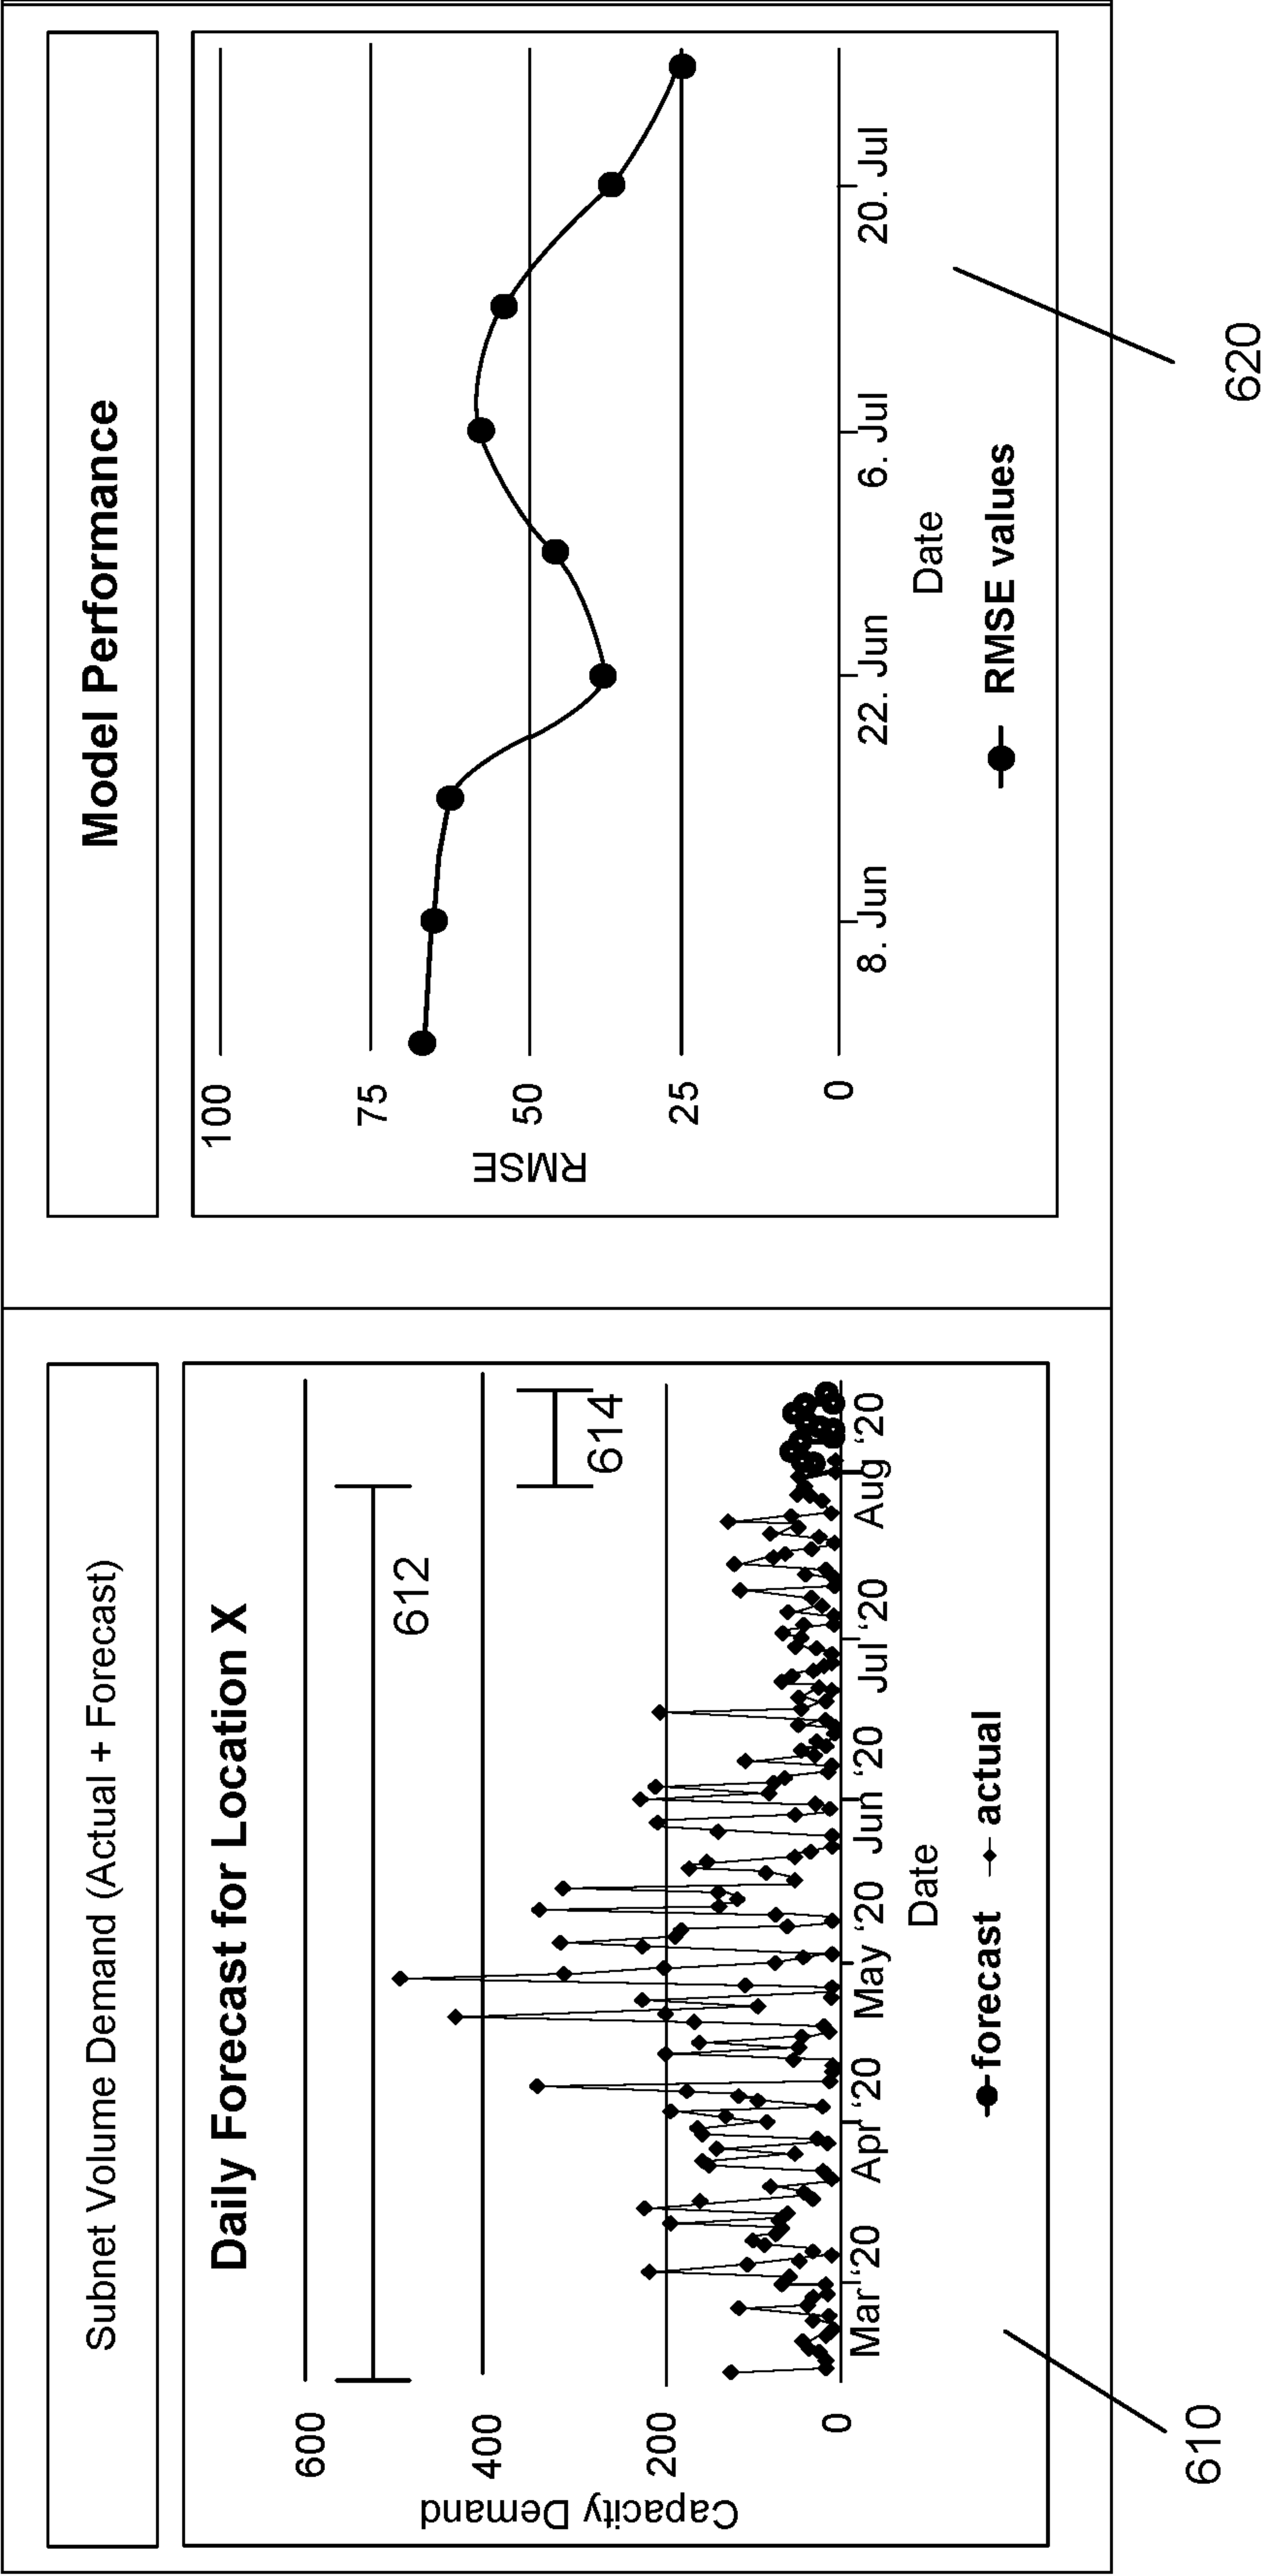 Subnet Volume Demand (Actual + Forecast)
Daily Forecast for Location X
600
400
200
0
Capacity Demand
612
614
Mar '20
Apr '20
May '20
Jun '20
Jul '20
Aug '20
Date
forecast
actual
610
Model Performance
100
75
50
25
0
RMSE
8. Jun
22. Jun
6. Jul
20. Jul
Date
RMSE values
620